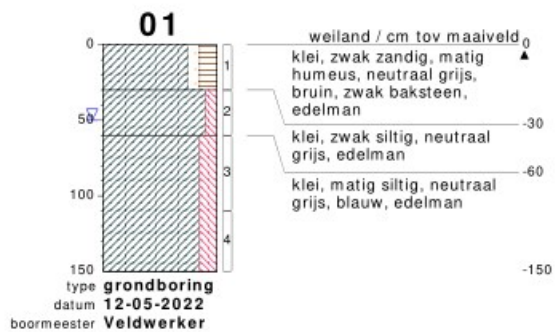 01
weiland / cm tov maaiveld
0
0
klei, zwak zandig, matig
humeus, neutraal grijs,
bruin, zwak baksteen,
edelman
1
-30
klei, zwak siltig, neutraal
grijs, edelman
2
50
-60
klei, matig siltig, neutraal
grijs, blauw, edelman
3
100
4
150
-150
type grondboring
datum 12-05-2022
boormeester Veldwerker